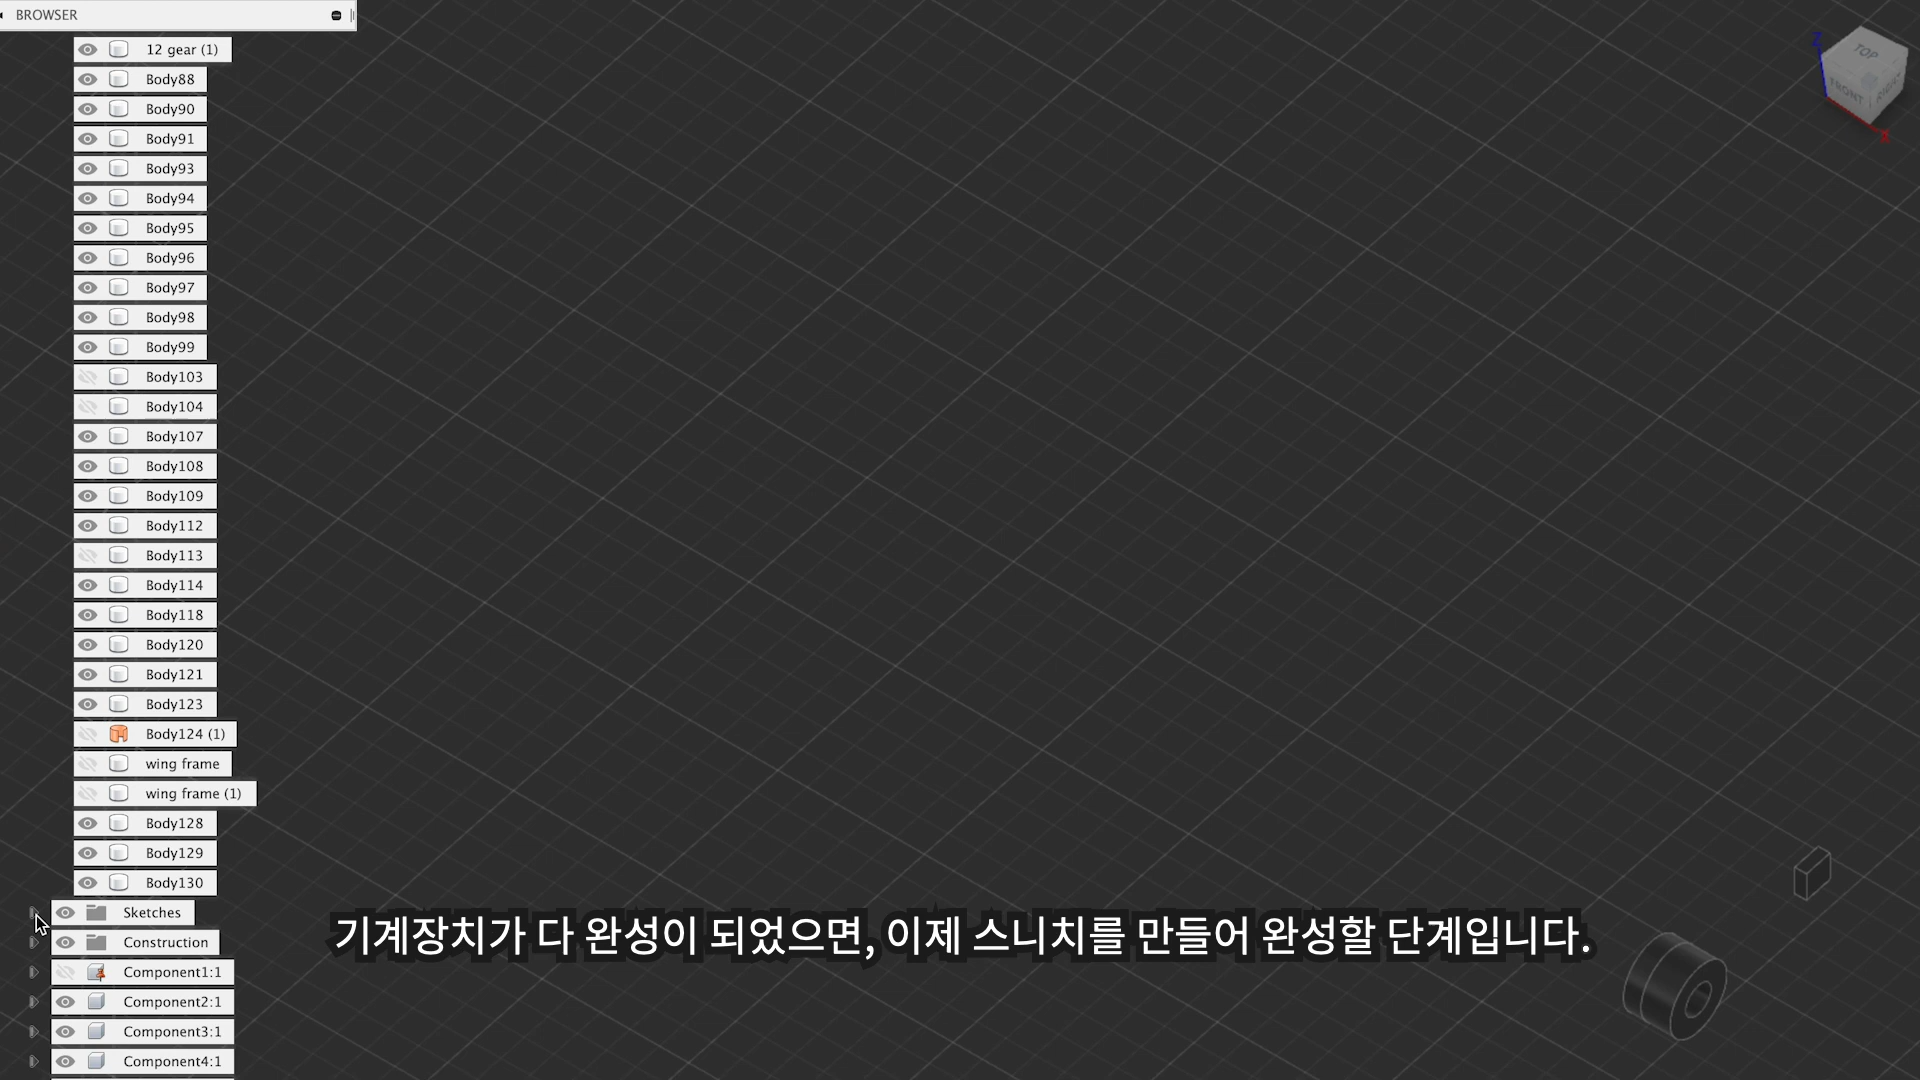 BROWSER
12 gear (1)
Body88
Body90
Body91
Body93
Body94
Body95
Body96
Body97
Body98
Body99
Body103
Body104
Body107
Body108
Body109
Body112
Body113
Body114
Body118
Body120
Body121
Body123
Body124 (1)
wing frame
wing frame (1)
Body128
Body129
Body130
Sketches
Construction
Component1:1
Component2:1
Component3:1
Component4:1
기계장치가 다 완성이 되었으면, 이제 스니치를 만들어 완성할 단계입니다.
Z
TOP
FRONT
RIGHT
X